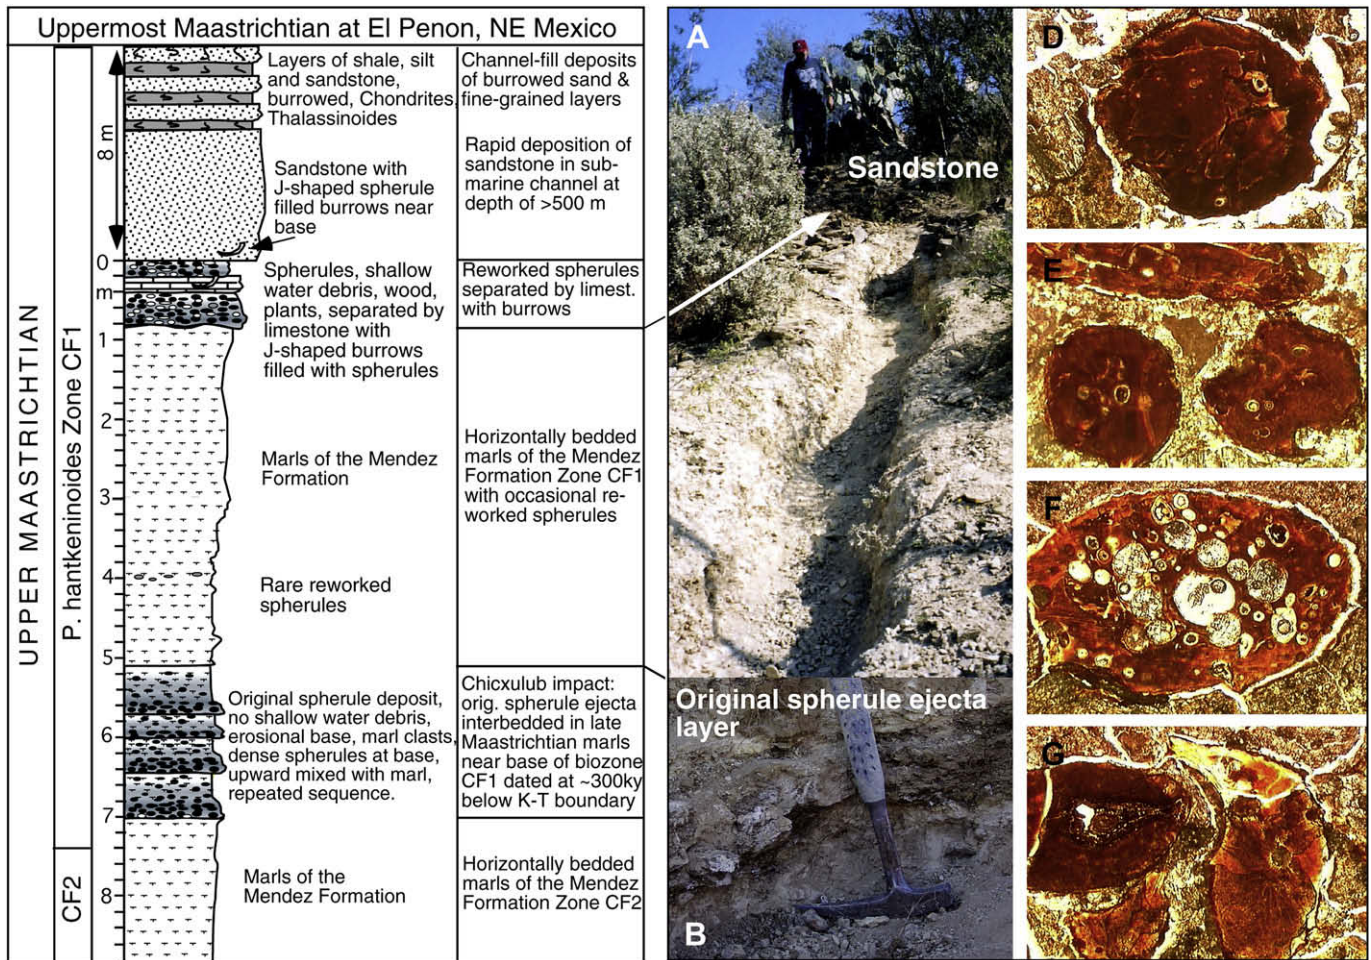 Uppermost Maastrichtian at El Penon, NE Mexico
UPPER MAASTRICHTIAN
P. hantkeninoides Zone CF1
CF2
8 m
0
m
1
2
3
4
5
6
7
8
Layers of shale, silt
and sandstone,
burrowed, Chondrites,
Thalassinoides
Sandstone with
J-shaped spherule
filled burrows near
base
Spherules, shallow
water debris, wood,
plants, separated by
limestone with
J-shaped burrows
filled with spherules
Marls of the Mendez
Formation
Rare reworked
spherules
Original spherule deposit,
no shallow water debris,
erosional base, marl clasts,
dense spherules at base,
upward mixed with marl,
repeated sequence.
Marls of the
Mendez Formation
Channel-fill deposits
of burrowed sand &
fine-grained layers
Rapid deposition of
sandstone in sub-
marine channel at
depth of >500 m
Reworked spherules
separated by limest.
with burrows
Horizontally bedded
marls of the Mendez
Formation Zone CF1
with occasional re-
worked spherules
Chicxulub impact:
orig. spherule ejecta
interbedded in late
Maastrichtian marls
near base of biozone
CF1 dated at ~300ky
below K-T boundary
Horizontally bedded
marls of the Mendez
Formation Zone CF2
A
Sandstone
Original spherule ejecta
layer
B
D
E
F
G